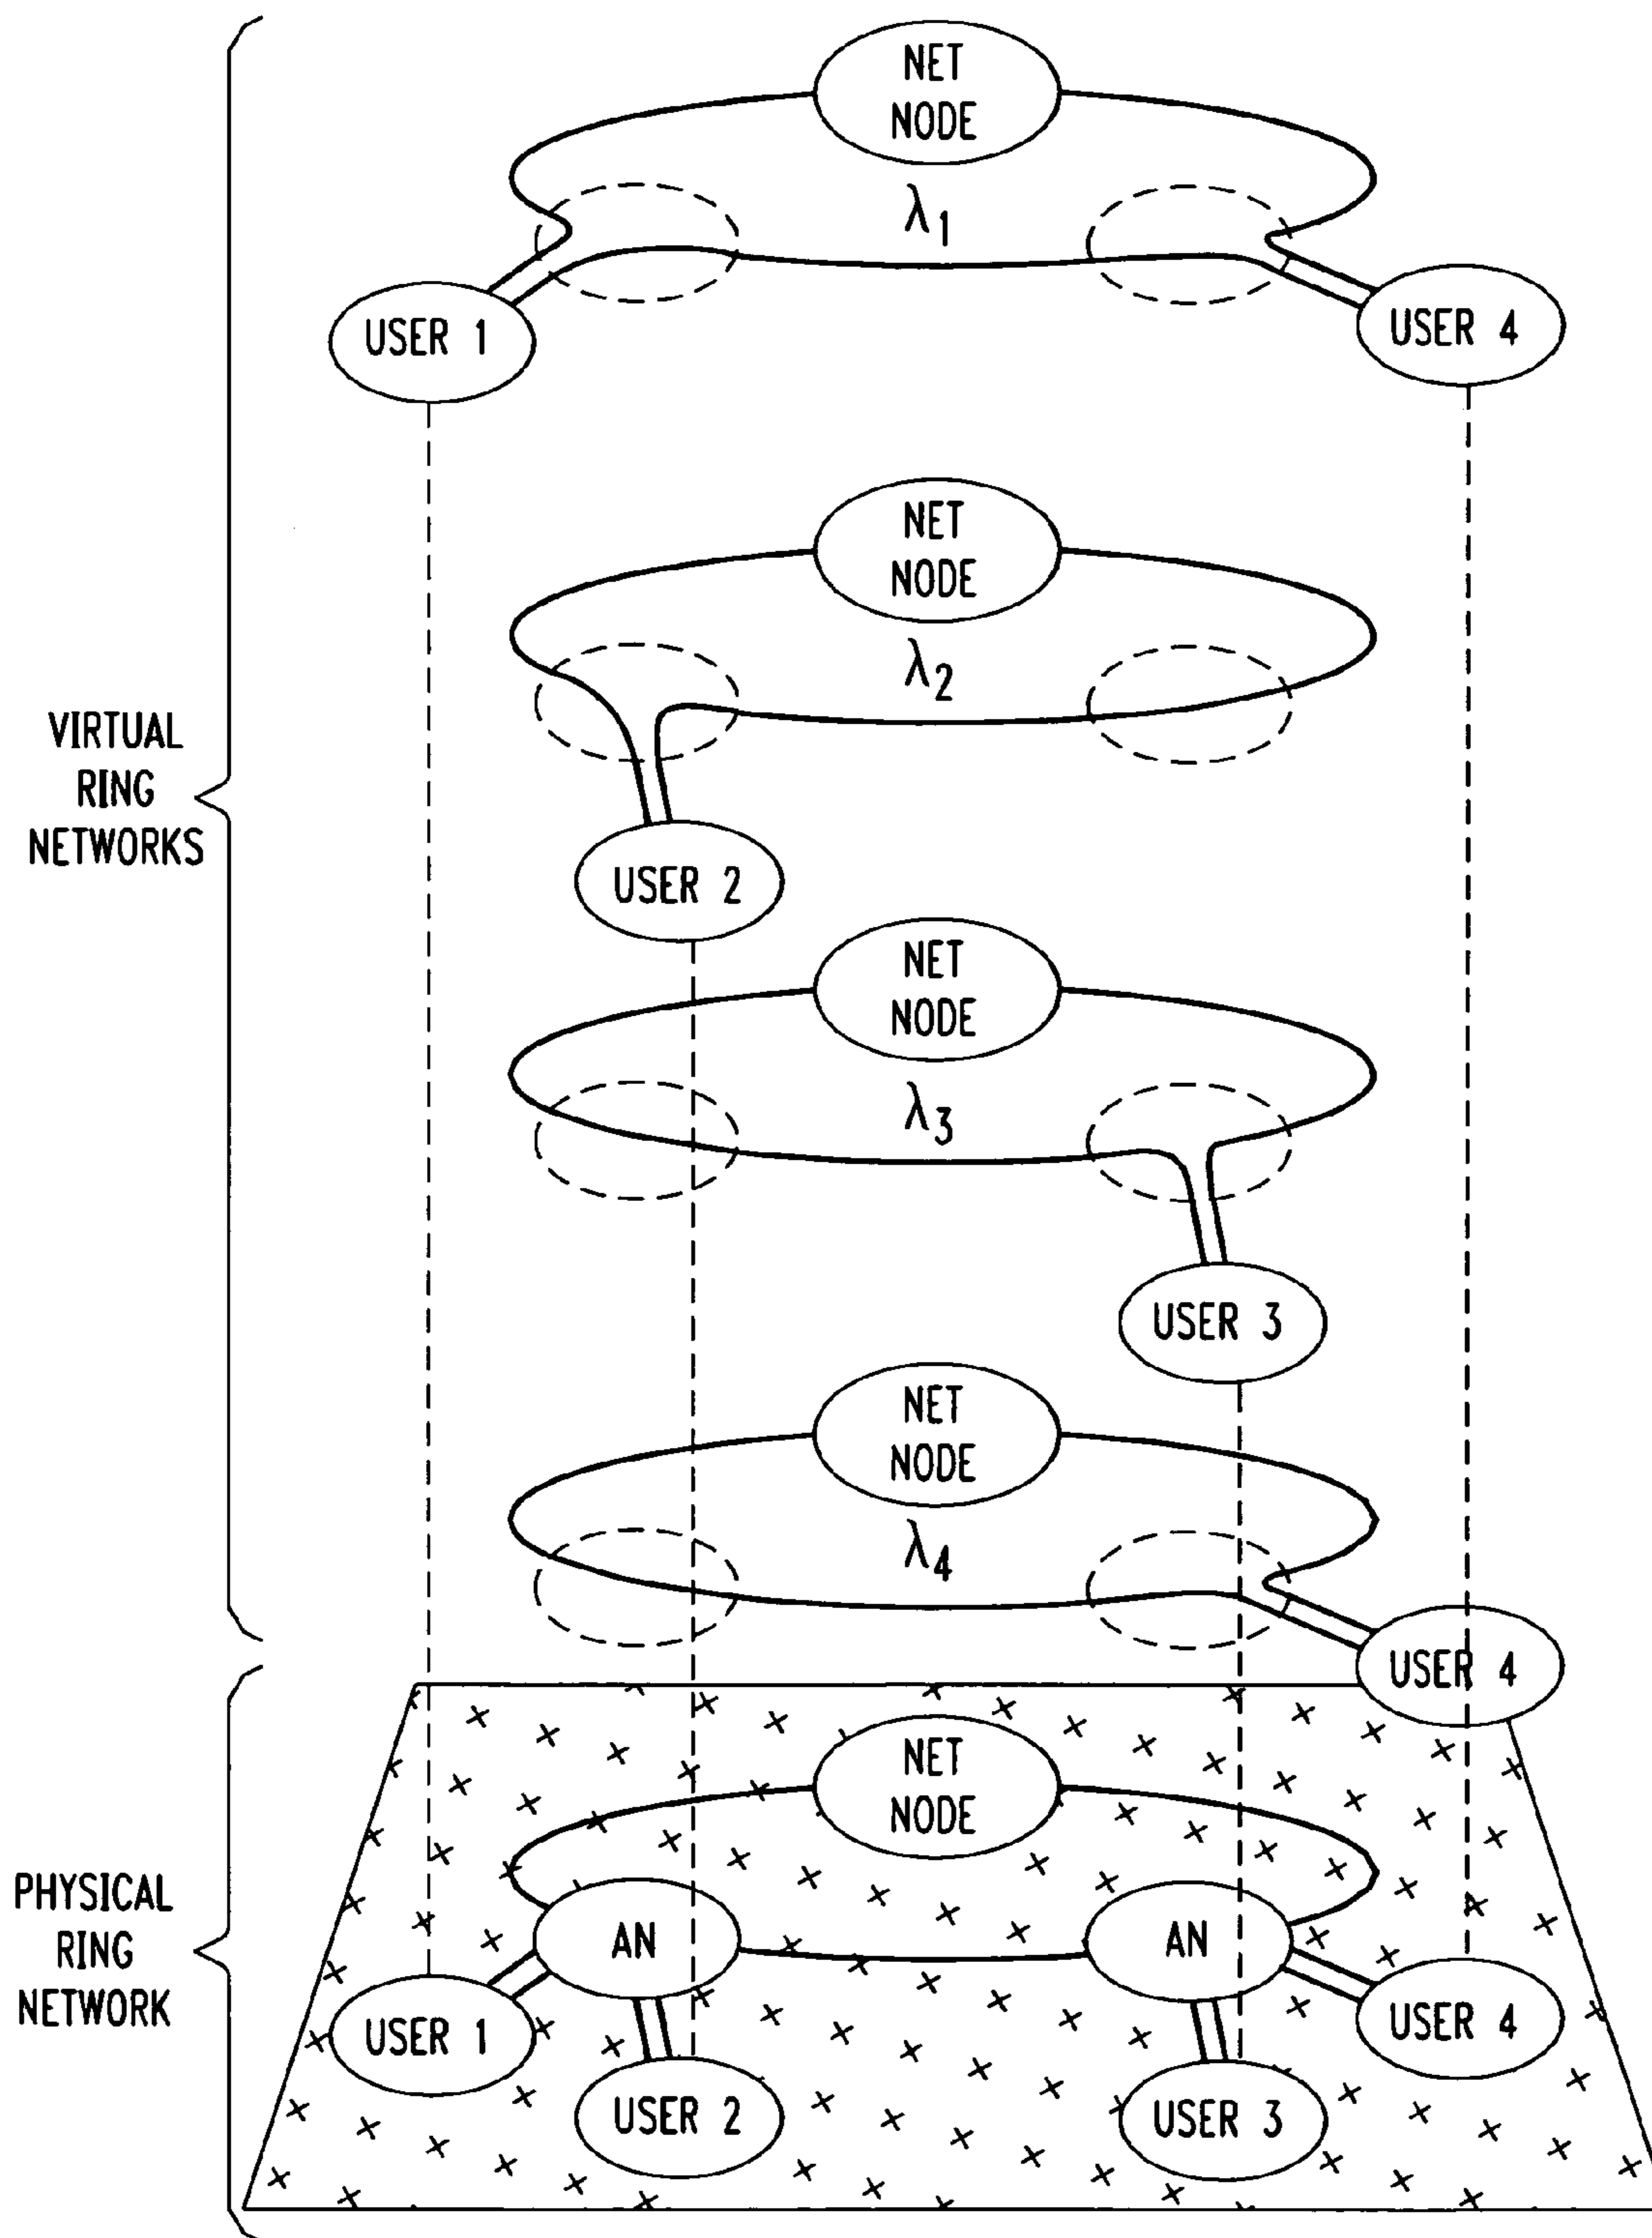 NET
NODE
λ1
USER 1
USER 4
NET
NODE
λ2
USER 2
VIRTUAL
RING
NETWORKS
NET
NODE
λ3
USER 3
NET
NODE
λ4
USER 4
NET
NODE
PHYSICAL
RING
NETWORK
AN
AN
USER 1
USER 4
USER 2
USER 3